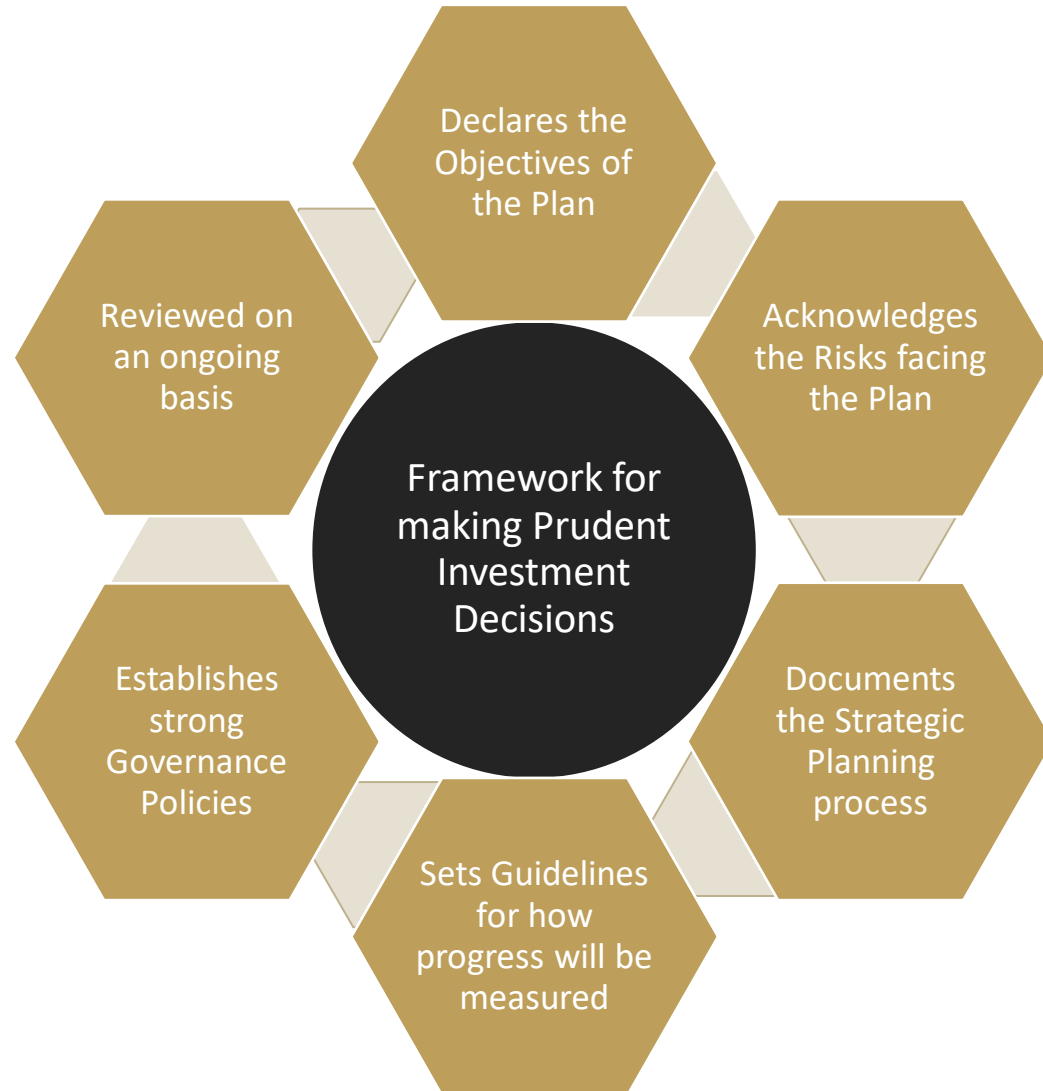 Declares the
Objectives of
the Plan
Acknowledges
the Risks facing
the Plan
Documents
the Strategic
Planning
process
Sets Guidelines
for how
progress will be
measured
Establishes
strong
Governance
Policies
Reviewed on
an ongoing
basis
Framework for
making Prudent
Investment
Decisions